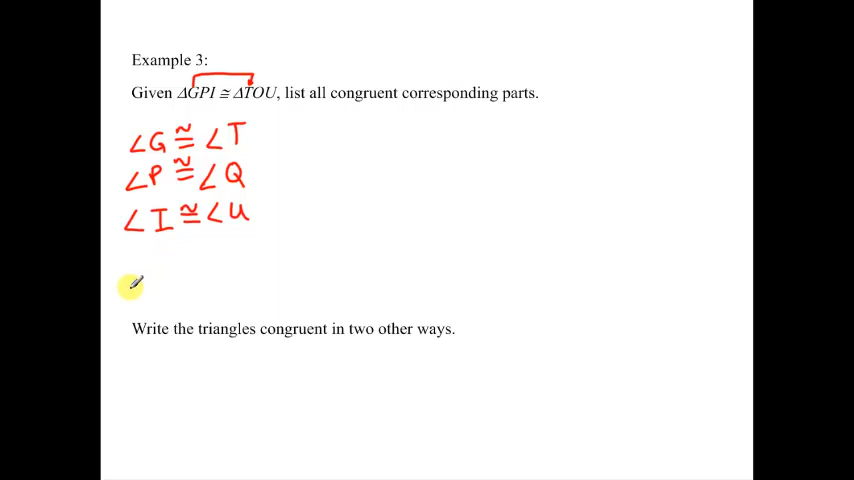 Example 3:
Given ΔGPI ≅ ΔTOU, list all congruent corresponding parts.
∠G ≅ ∠T
∠P ≅ ∠Q
∠I ≅ ∠U
Write the triangles congruent in two other ways.